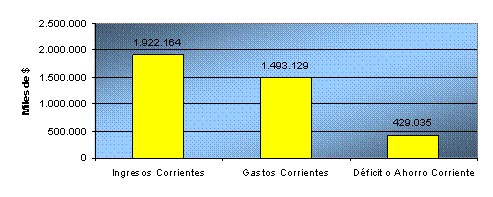 Miles de $
2.500.000
2.000.000
1.500.000
1.000.000
500.000
0
1.922.164
1.493.129
429.035
Ingresos Corrientes
Gastos Corrientes
Déficit o Ahorro Corriente